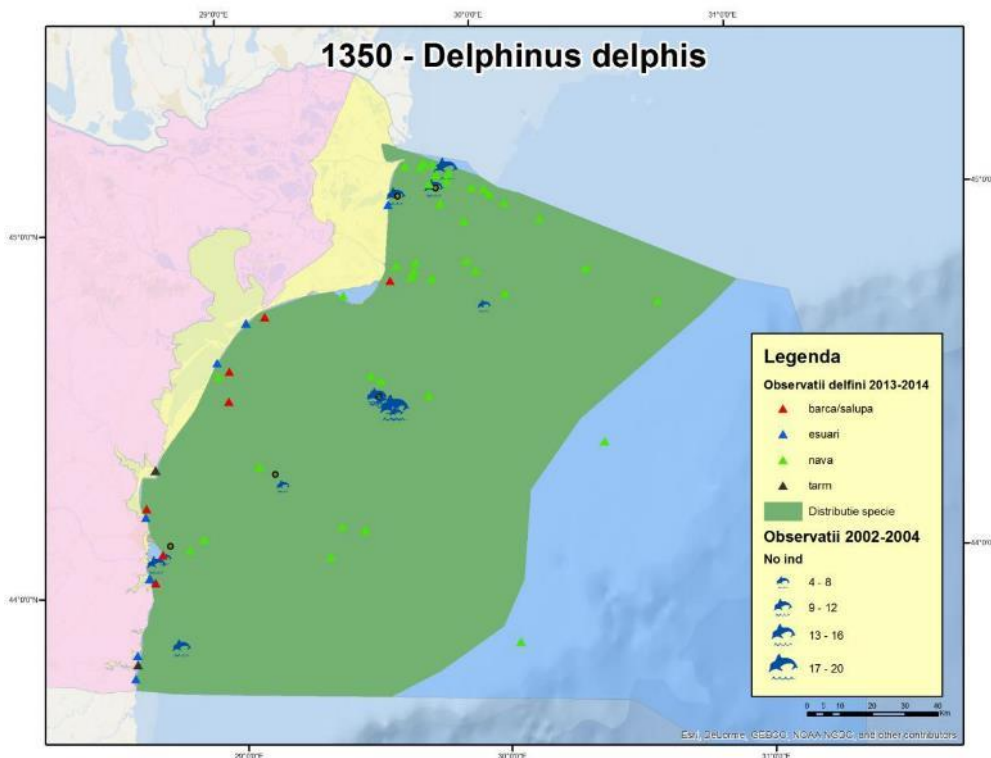 29°0'0"E 30°0'0"E 31°0'0"E
1350 - Delphinus delphis
45°0'0"N
45°0'0"N
Legenda
Observatii delfini 2013-2014
barca/salupa
esuari
nava
tarm
Distributie specie
Observatii 2002-2004
No ind
4 - 8
9 - 12
13 - 16
17 - 20
44°0'0"N
44°0'0"N
0 5 10 20 30 40
Km
Esri, DeLorme, GEBCO, NOAA NGDC, and other contributors
29°0'0"E 30°0'0"E 31°0'0"E